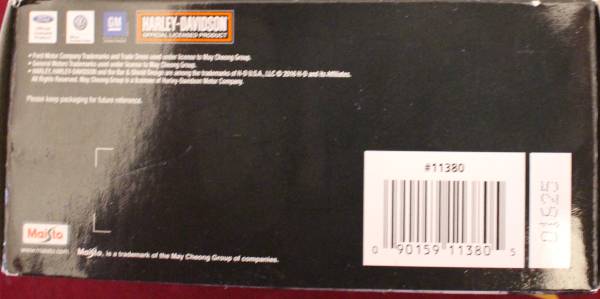 Ford
GM
HARLEY-DAVIDSON
OFFICIAL LICENSED PRODUCT
• Ford Motor Company Trademarks and Trade Dress used under license to May Cheong Group.
• General Motors Trademarks used under license to May Cheong Group.
• HARLEY, HARLEY-DAVIDSON and the Bar & Shield Design are among the trademarks of H-D U.S.A., LLC © 2016 H-D and its Affiliates.
All Rights Reserved. May Cheong Group is a licensee of Harley-Davidson Motor Company.
Please keep packaging for future reference.
#11380
0 90159 11380 5
01625
Maisto
www.maisto.com
Maisto, is a trademark of the May Cheong Group of companies.